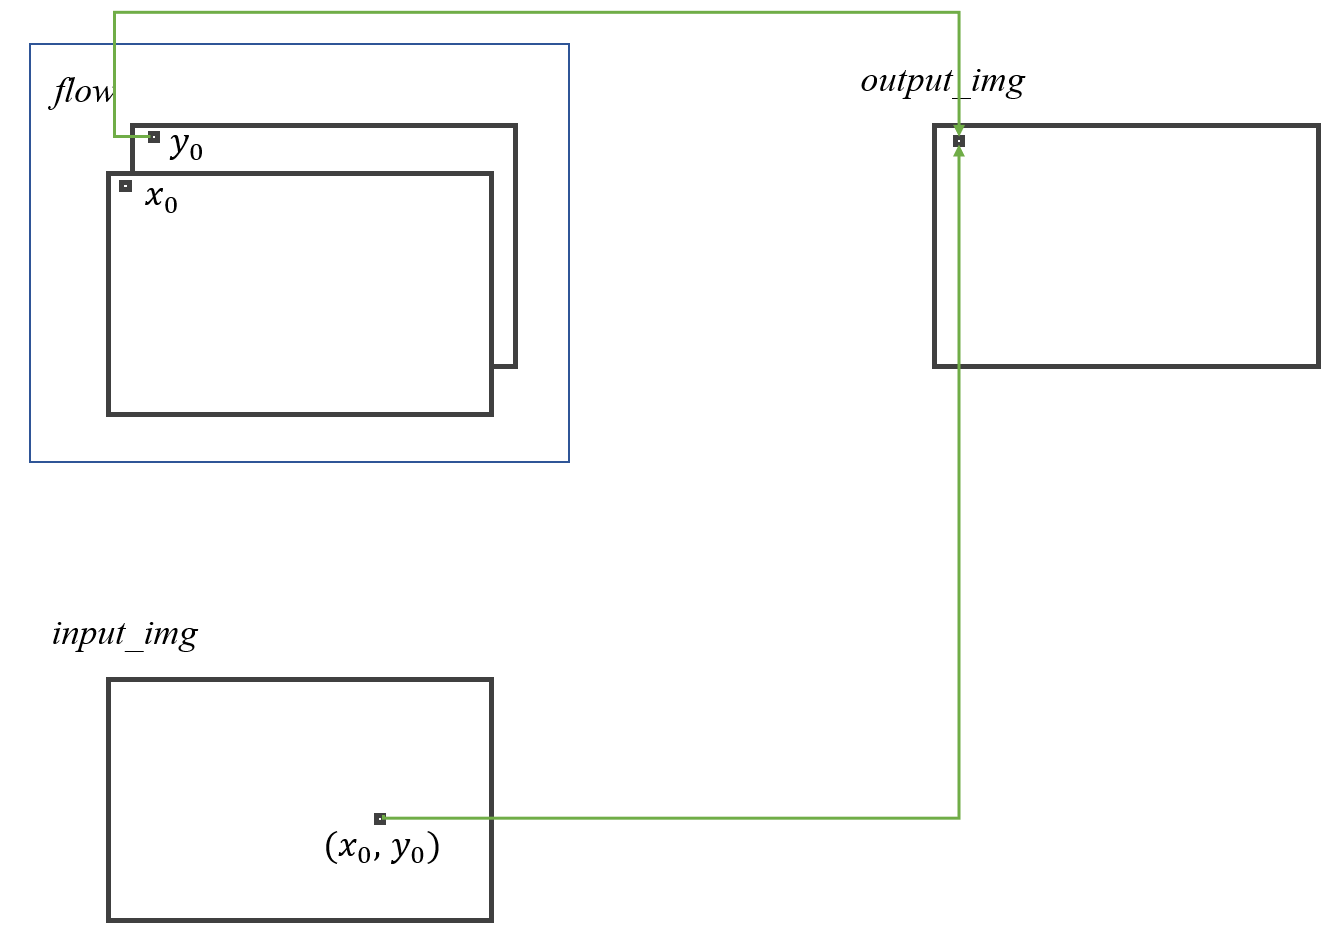 flow
output_img
y₀
x₀
input_img
(x₀, y₀)